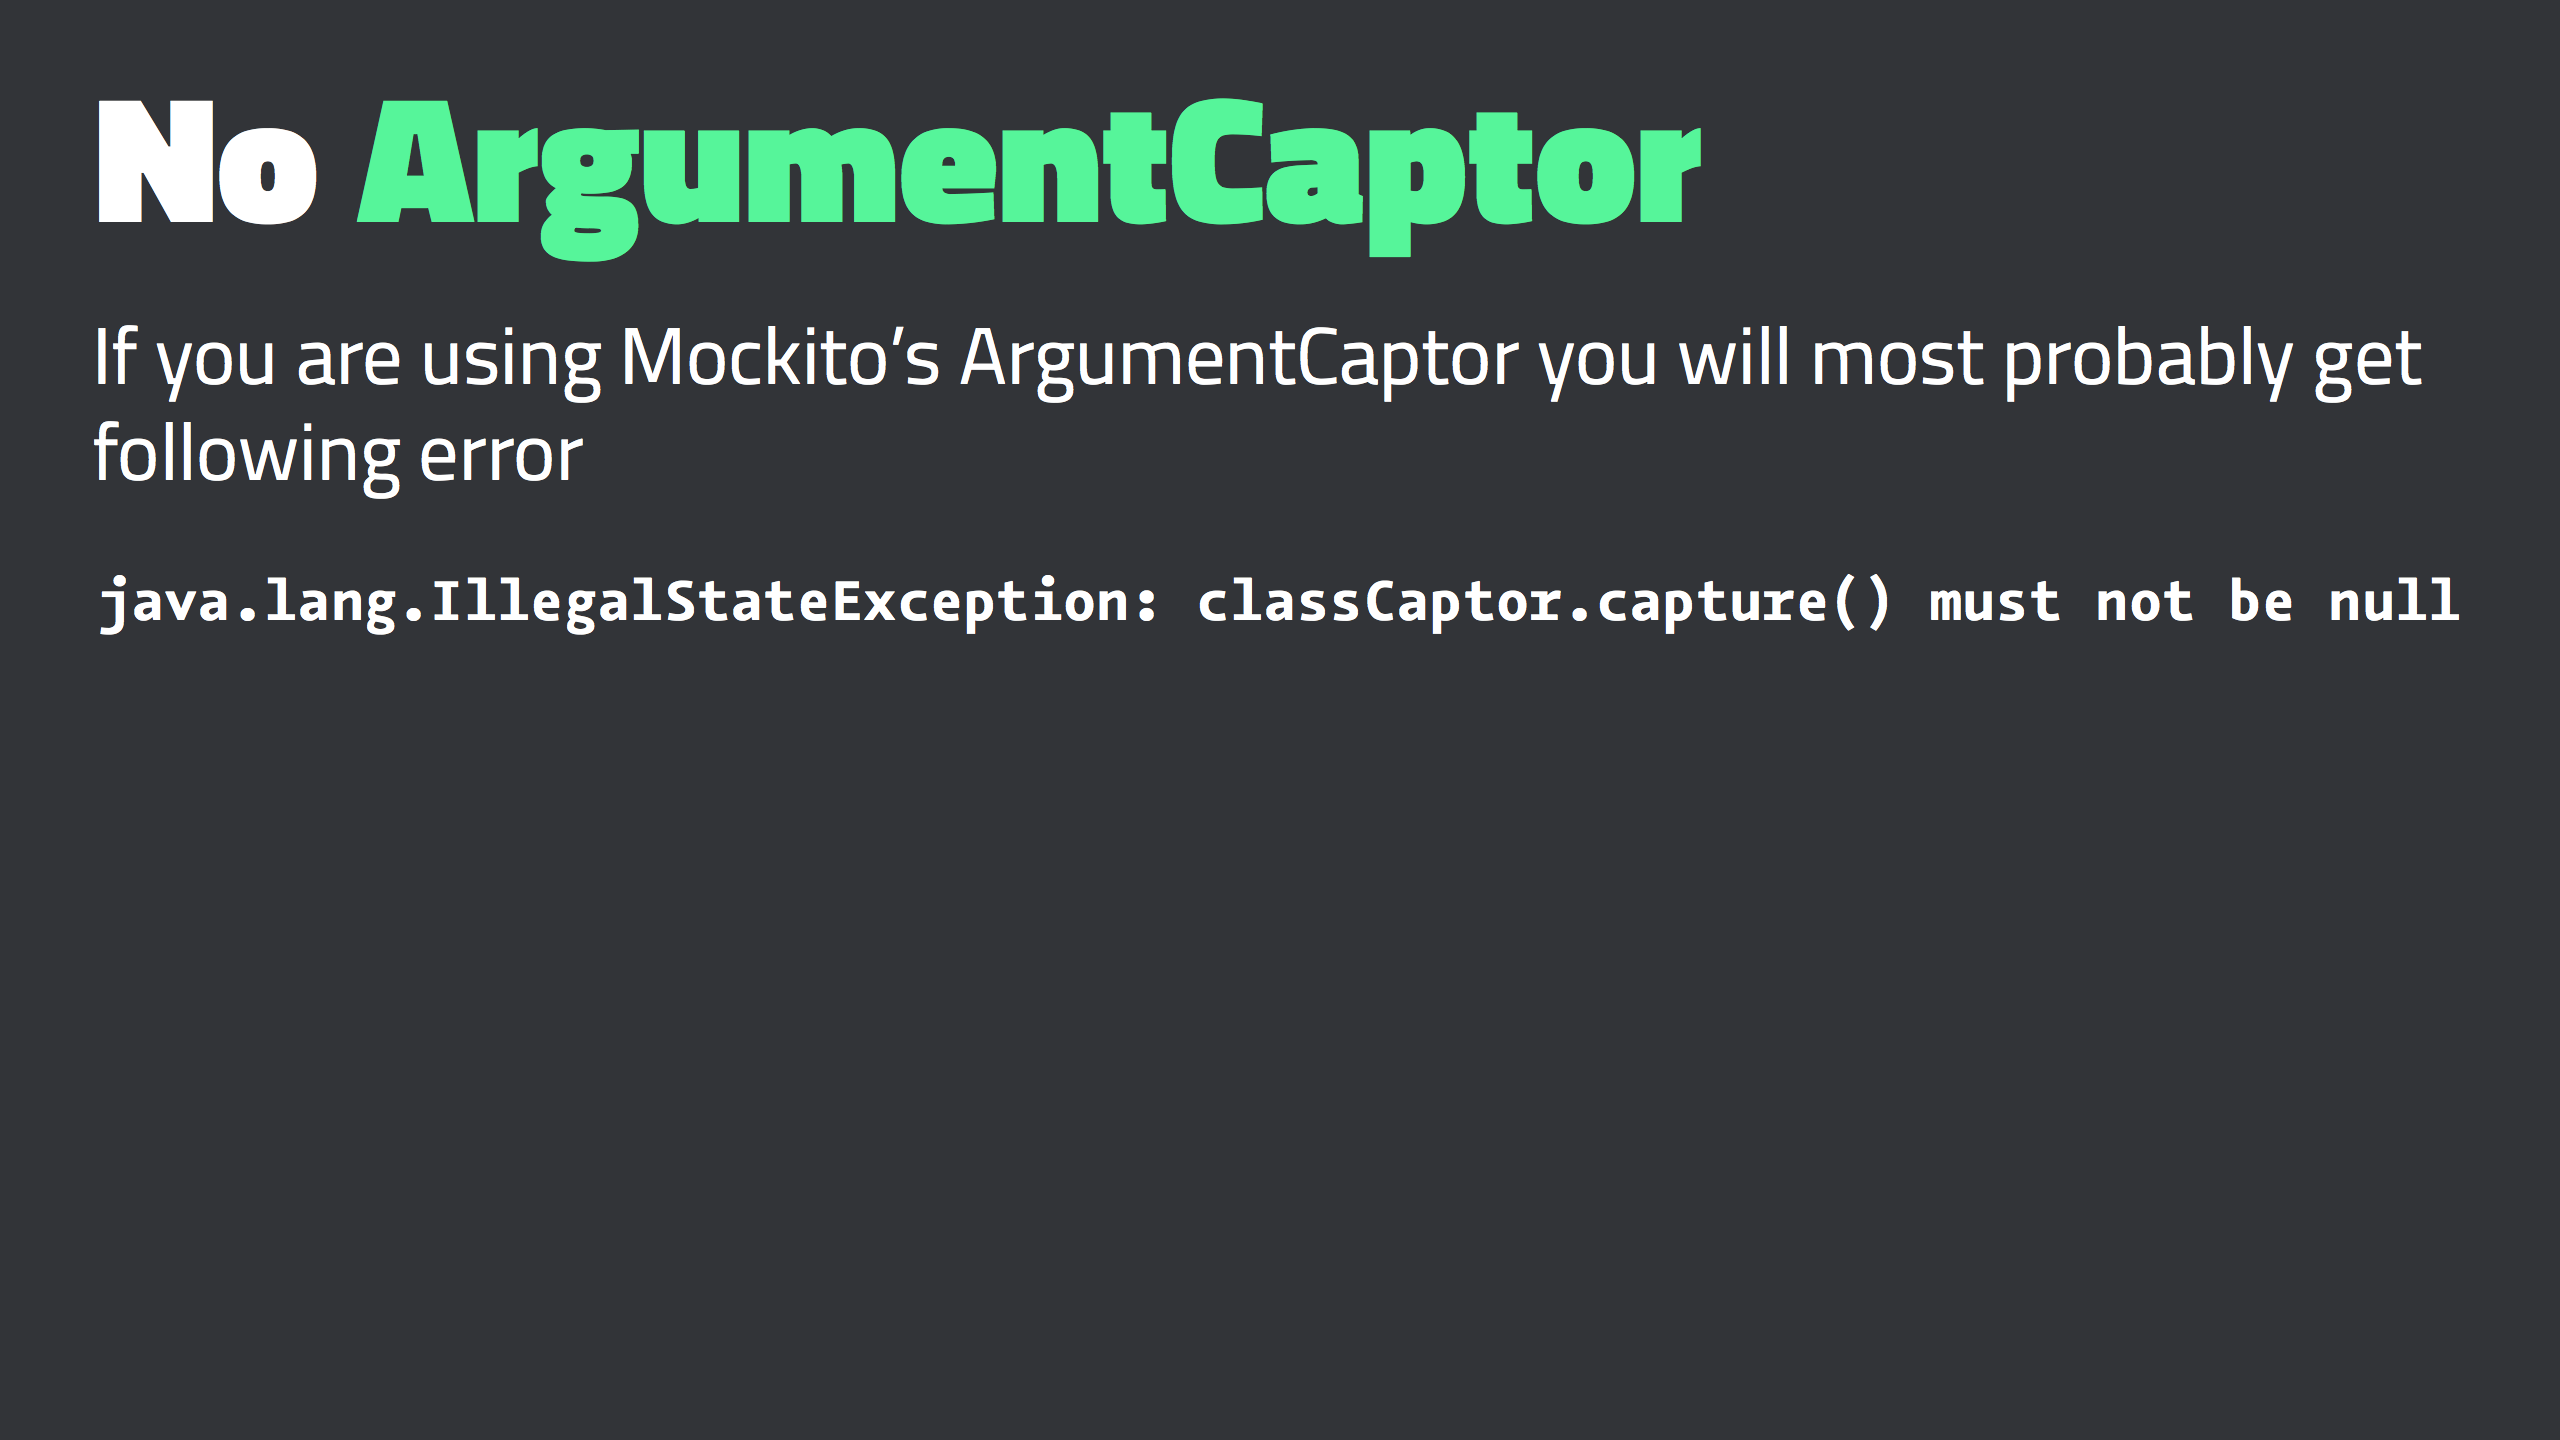 No ArgumentCaptor
If you are using Mockito’s ArgumentCaptor you will most probably get
following error
java.lang.IllegalStateException: classCaptor.capture() must not be null